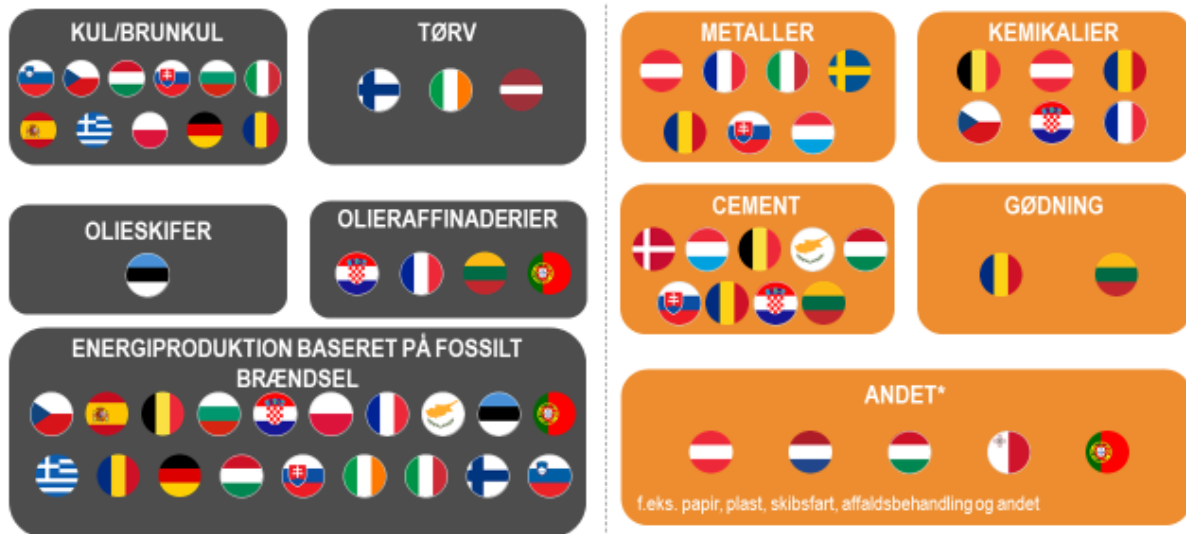 KUL/BRUNKUL
TØRV
METALLER
KEMIKALIER
OLIESKIFER
OLIERAFFINADERIER
CEMENT
GØDNING
ENERGIPRODUKTION BASERET PÅ FOSSILT
BRÆNDSEL
ANDET*
f.eks. papir, plast, skibsfart, affaldsbehandling og andet